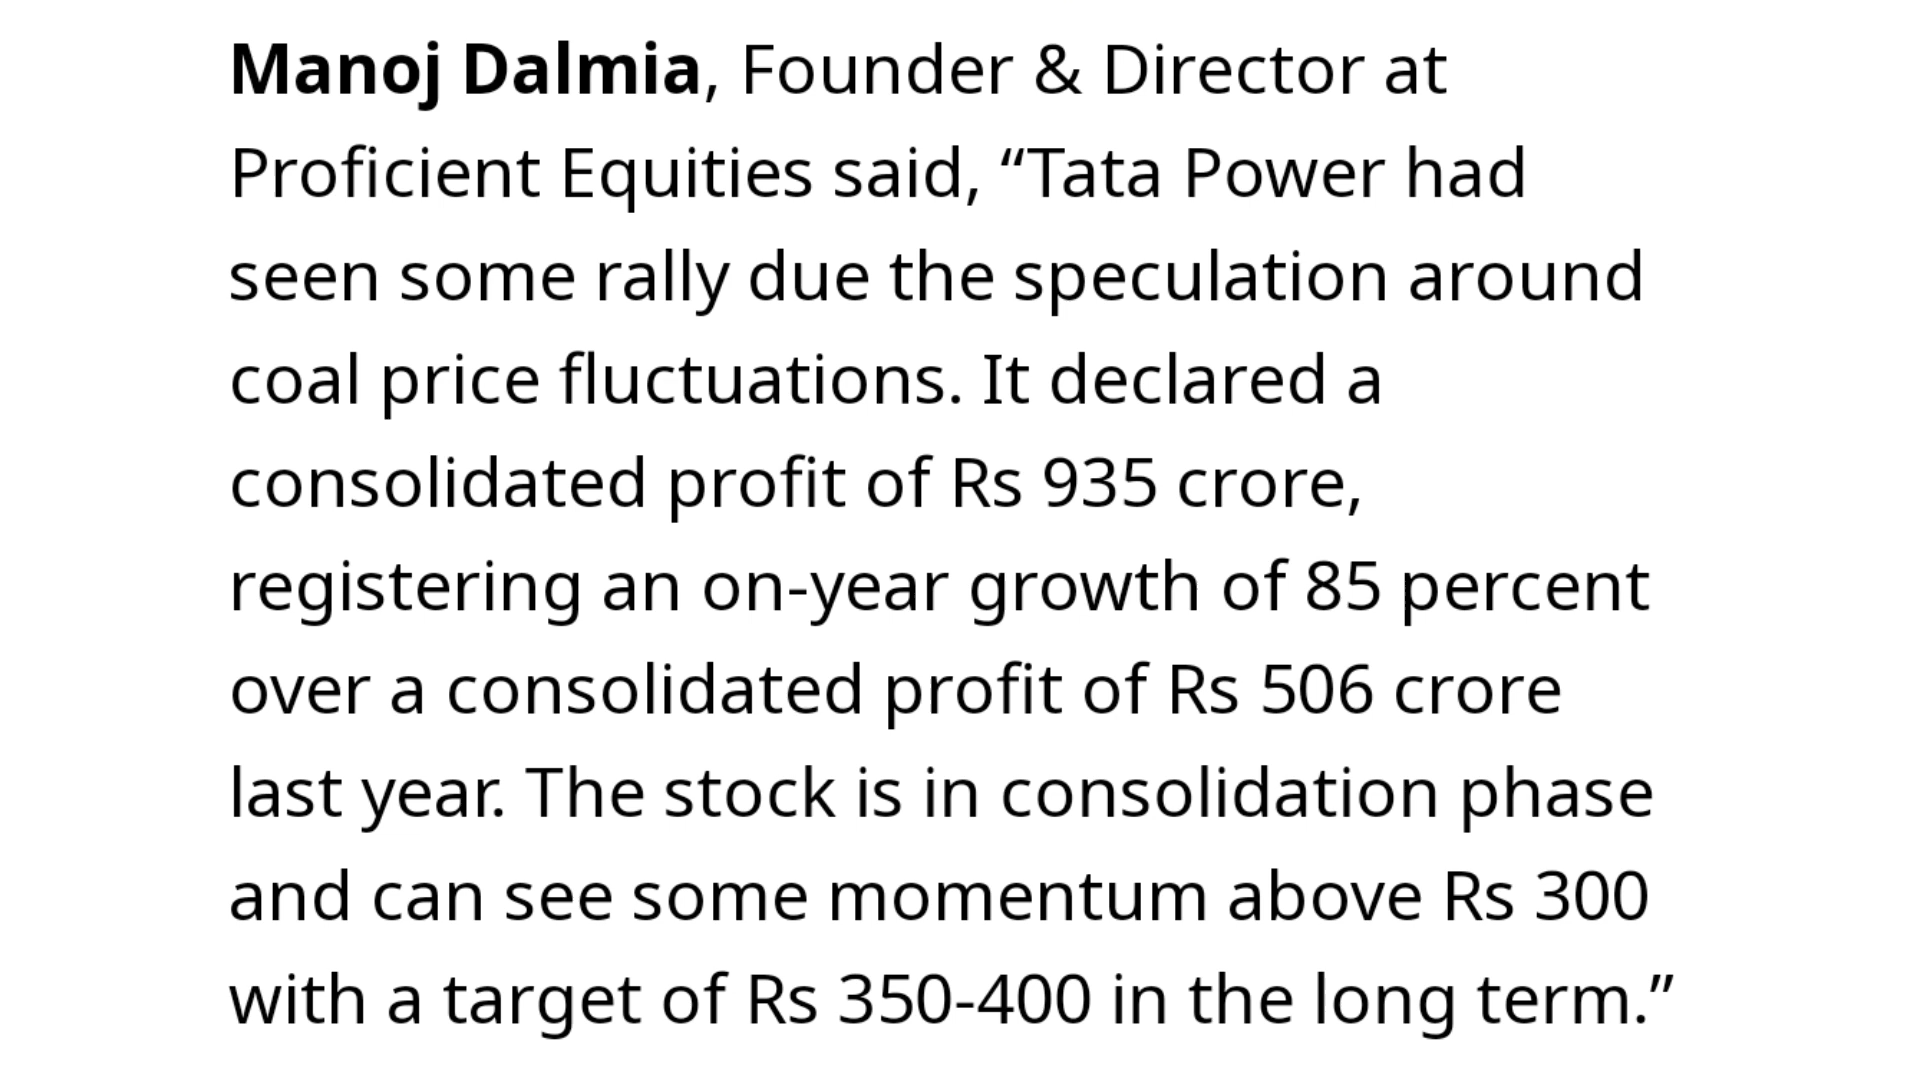 Manoj Dalmia, Founder & Director at
Proficient Equities said, “Tata Power had
seen some rally due the speculation around
coal price fluctuations. It declared a
consolidated profit of Rs 935 crore,
registering an on-year growth of 85 percent
over a consolidated profit of Rs 506 crore
last year. The stock is in consolidation phase
and can see some momentum above Rs 300
with a target of Rs 350-400 in the long term.”